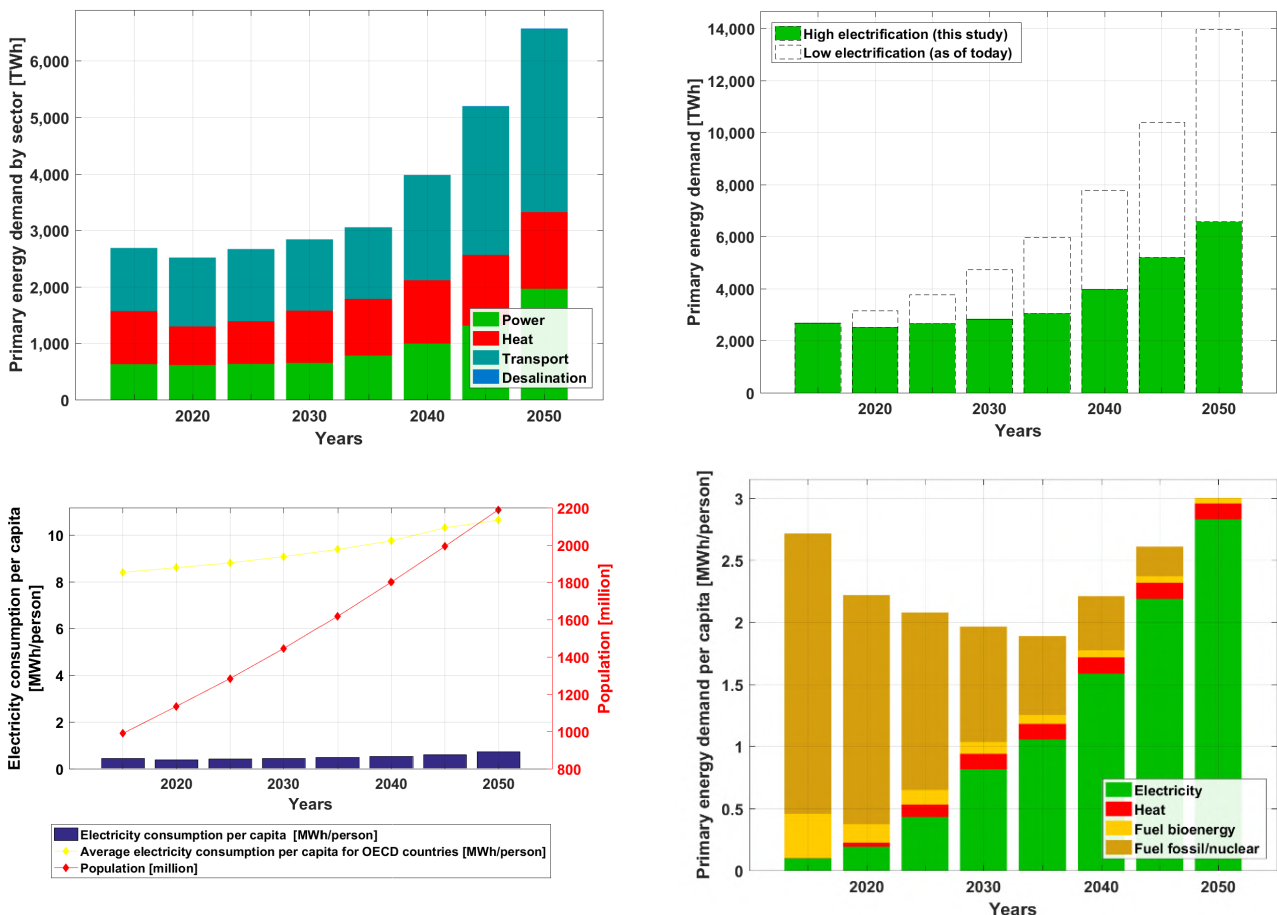 Primary energy demand by sector [TWh]
6,000
5,000
4,000
3,000
2,000
1,000
0
2020
2030
2040
2050
Years
Power
Heat
Transport
Desalination
Primary energy demand [TWh]
14,000
12,000
10,000
8,000
6,000
4,000
2,000
0
2020
2030
2040
2050
Years
High electrification (this study)
Low electrification (as of today)
Electricity consumption per capita
[MWh/person]
10
8
6
4
2
0
2020
2030
2040
2050
Years
2200
2000
1800
1600
1400
1200
1000
800
Population [million]
Electricity consumption per capita [MWh/person]
Average electricity consumption per capita for OECD countries [MWh/person]
Population [million]
Primary energy demand per capita [MWh/person]
3
2.5
2
1.5
1
0.5
0
2020
2030
2040
2050
Years
Electricity
Heat
Fuel bioenergy
Fuel fossil/nuclear